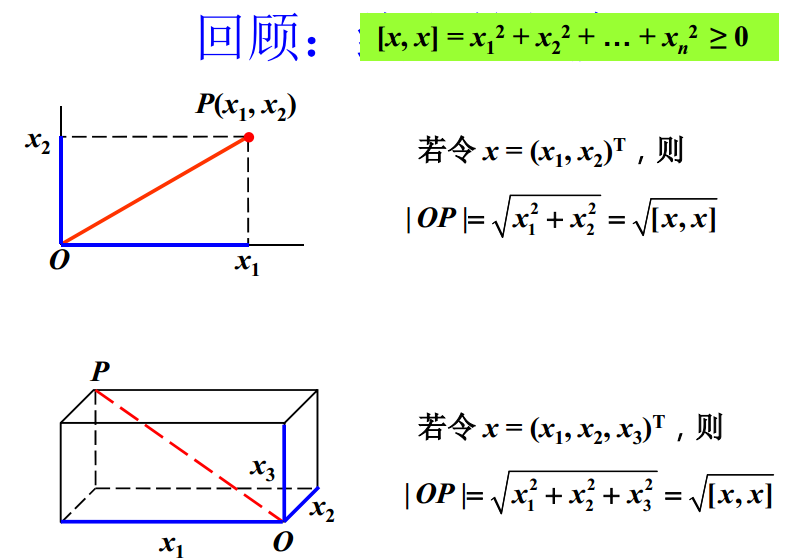 回顾：
[x, x] = x₁² + x₂² + … + xₙ² ≥ 0
P(x₁, x₂)
x₂
O
x₁
若令 x = (x₁, x₂)ᵀ，则
|OP|= √(x₁² + x₂²) = √[x, x]
P
x₃
x₂
x₁
O
若令 x = (x₁, x₂, x₃)ᵀ，则
|OP|= √(x₁² + x₂² + x₃²) = √[x, x]